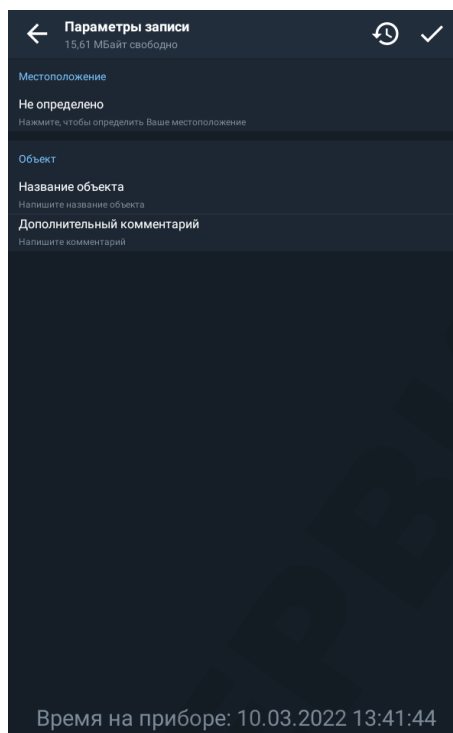 Параметры записи
15,61 МБайт свободно
Местоположение
Не определено
Нажмите, чтобы определить Ваше местоположение
Объект
Название объекта
Напишите название объекта
Дополнительный комментарий
Напишите комментарий
Время на приборе: 10.03.2022 13:41:44